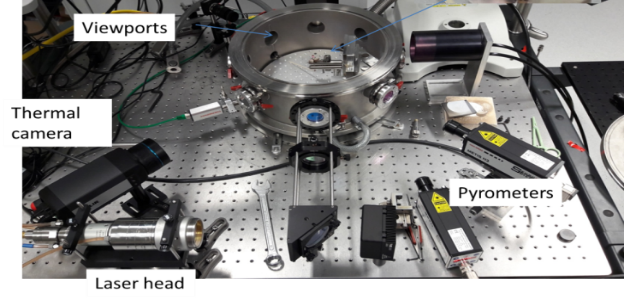 Viewports
Thermal
camera
Pyrometers
Laser head